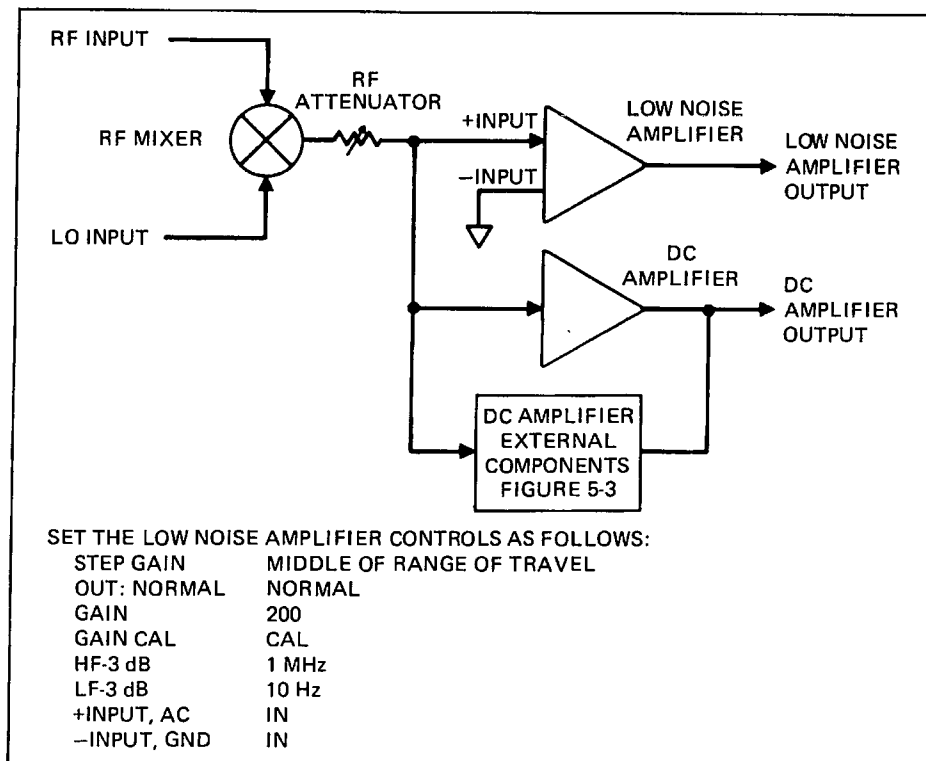 RF INPUT
RF
ATTENUATOR
RF MIXER
LO INPUT
+INPUT
−INPUT
LOW NOISE
AMPLIFIER
LOW NOISE
AMPLIFIER
OUTPUT
DC
AMPLIFIER
DC
AMPLIFIER
OUTPUT
DC AMPLIFIER
EXTERNAL
COMPONENTS
FIGURE 5-3
SET THE LOW NOISE AMPLIFIER CONTROLS AS FOLLOWS:
STEP GAIN MIDDLE OF RANGE OF TRAVEL
OUT: NORMAL NORMAL
GAIN 200
GAIN CAL CAL
HF-3 dB 1 MHz
LF-3 dB 10 Hz
+INPUT, AC IN
−INPUT, GND IN